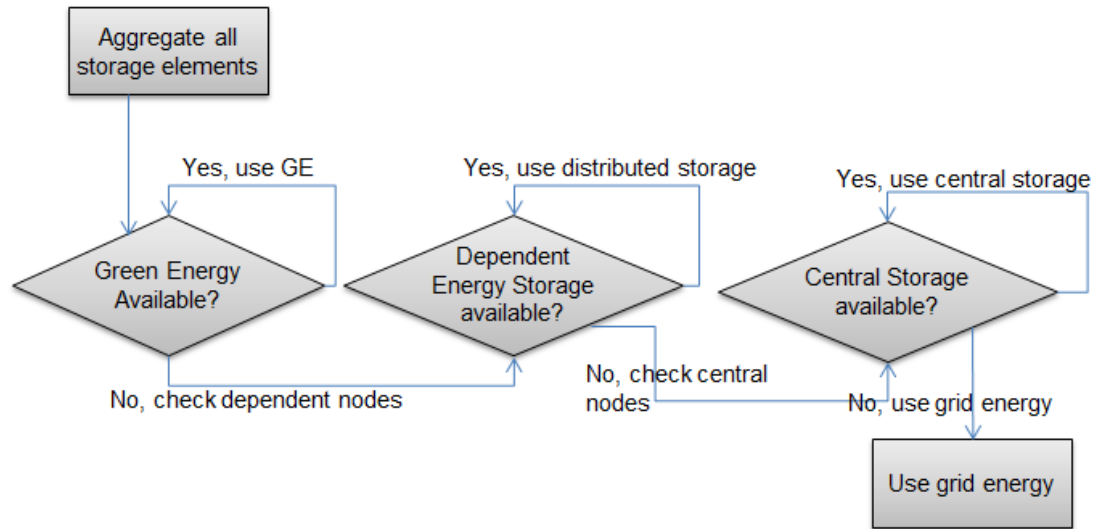 Aggregate all
storage elements
Yes, use GE
Yes, use distributed storage
Yes, use central storage
Green Energy
Available?
Dependent
Energy Storage
available?
Central Storage
available?
No, check dependent nodes
No, check central
nodes
No, use grid energy
Use grid energy